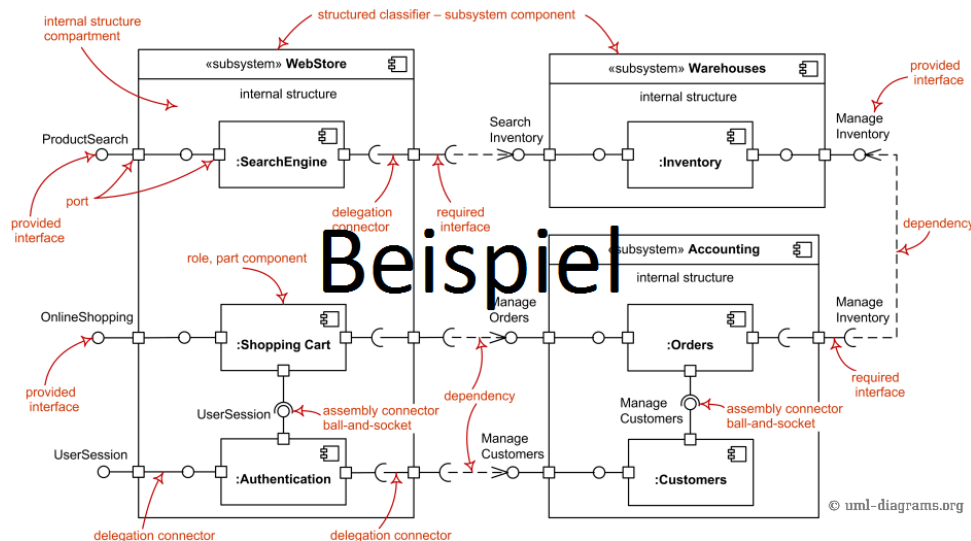 structured classifier – subsystem component
internal structure
compartment
«subsystem» WebStore
internal structure
«subsystem» Warehouses
internal structure
provided
interface
ProductSearch
:SearchEngine
Search
Inventory
:Inventory
Manage
Inventory
port
provided
interface
delegation
connector
required
interface
dependency
Beispiel
«subsystem» Accounting
internal structure
role, part component
OnlineShopping
:Shopping Cart
Manage
Orders
:Orders
Manage
Inventory
provided
interface
dependency
required
interface
UserSession
assembly connector
ball-and-socket
Manage
Customers
assembly connector
ball-and-socket
UserSession
:Authentication
Manage
Customers
:Customers
delegation connector
delegation connector
© uml-diagrams.org